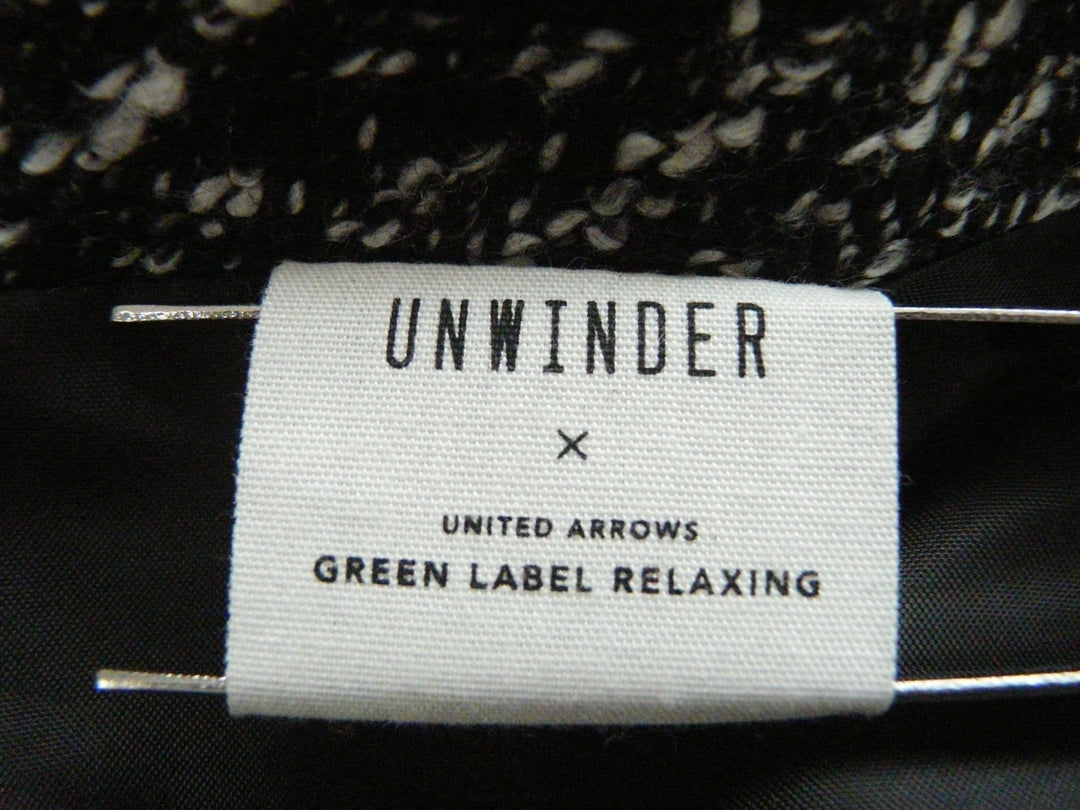 UNWINDER
×
UNITED ARROWS
GREEN LABEL RELAXING